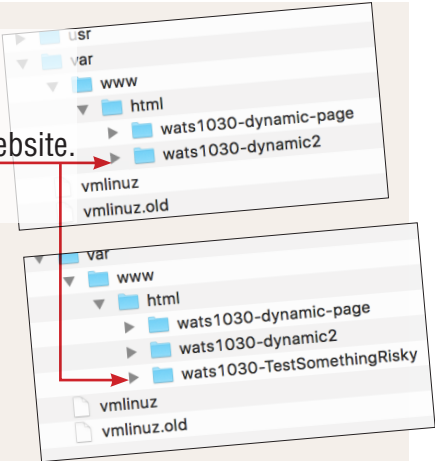 usr
var
www
html
wats1030-dynamic-page
ebsite.
wats1030-dynamic2
vmlinuz
vmlinuz.old
var
www
html
wats1030-dynamic-page
wats1030-dynamic2
wats1030-TestSomethingRisky
vmlinuz
vmlinuz.old